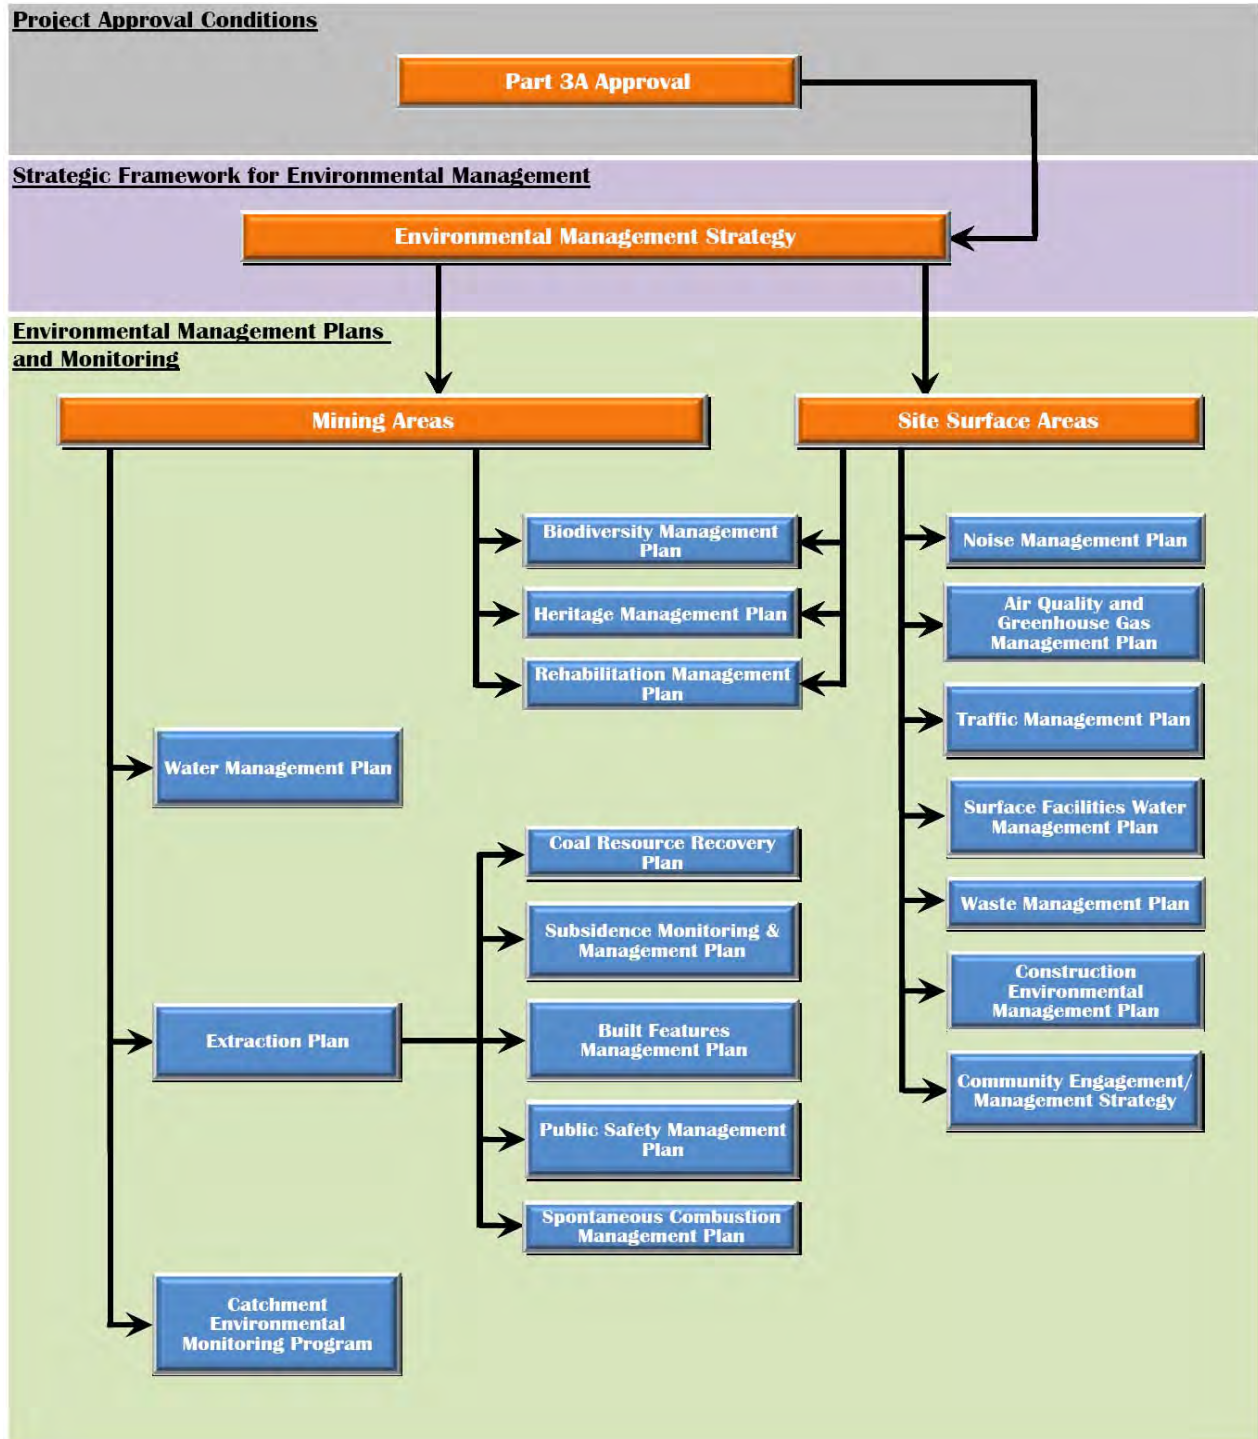 Project Approval Conditions
Part 3A Approval
Strategic Framework for Environmental Management
Environmental Management Strategy
Environmental Management Plans
and Monitoring
Mining Areas
Site Surface Areas
Biodiversity Management
Plan
Heritage Management Plan
Rehabilitation Management
Plan
Water Management Plan
Extraction Plan
Catchment
Environmental
Monitoring Program
Coal Resource Recovery
Plan
Subsidence Monitoring &
Management Plan
Built Features
Management Plan
Public Safety Management
Plan
Spontaneous Combustion
Management Plan
Noise Management Plan
Air Quality and
Greenhouse Gas
Management Plan
Traffic Management Plan
Surface Facilities Water
Management Plan
Waste Management Plan
Construction
Environmental
Management Plan
Community Engagement/
Management Strategy